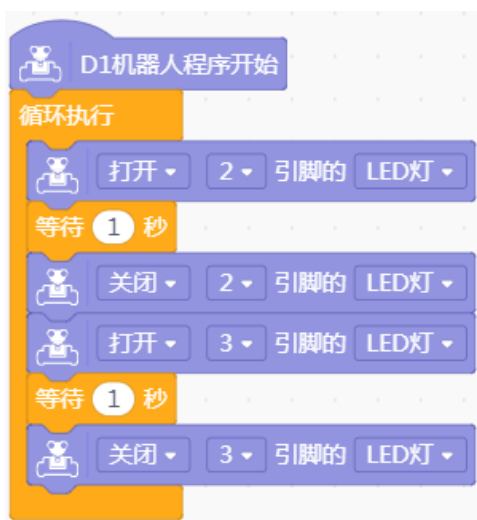 D1机器人程序开始
循环执行
打开 2 引脚的 LED灯
等待 1 秒
关闭 2 引脚的 LED灯
打开 3 引脚的 LED灯
等待 1 秒
关闭 3 引脚的 LED灯